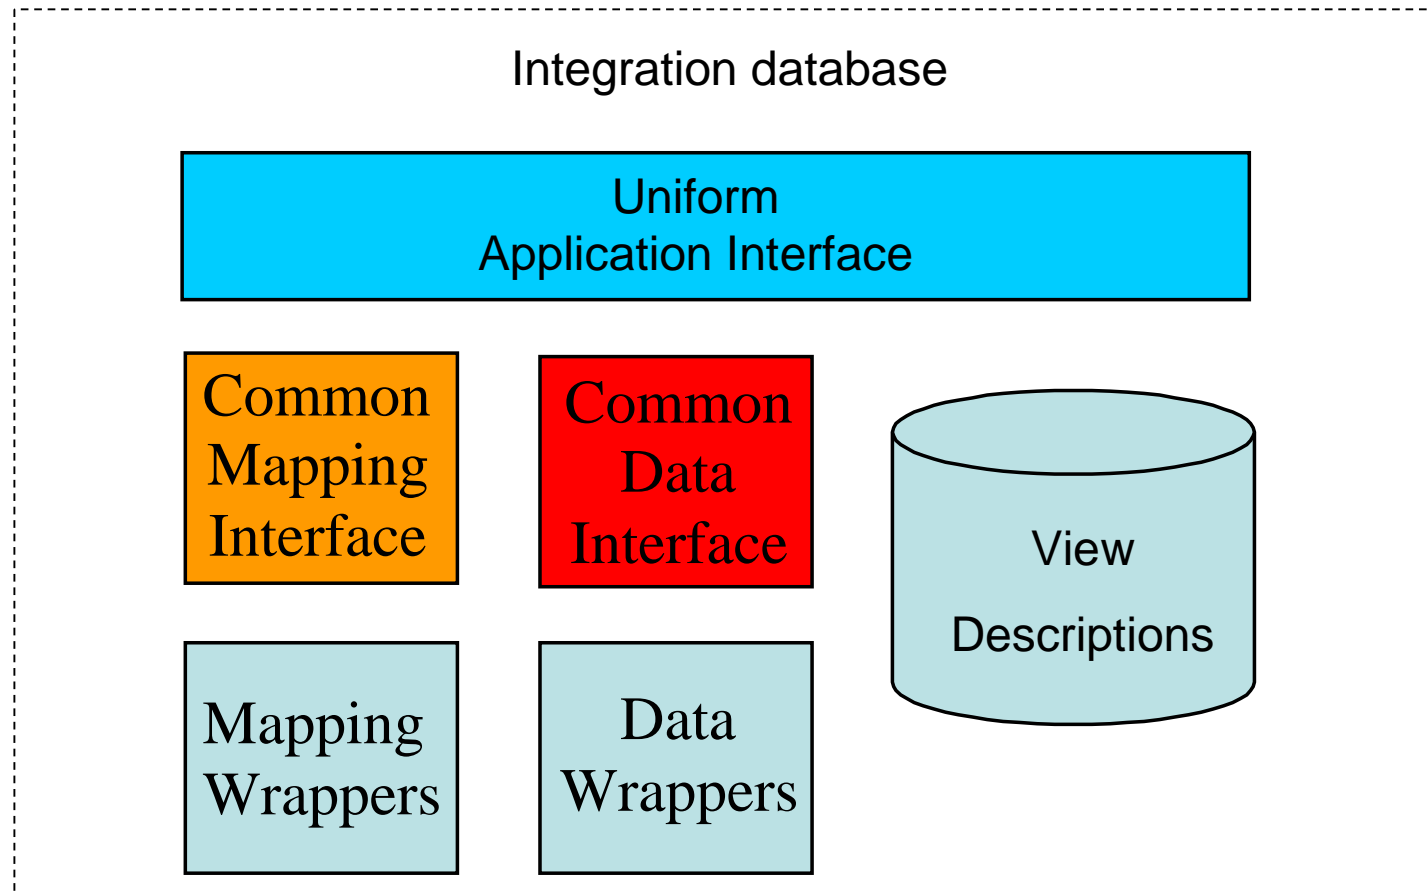 Integration database
Uniform
Application Interface
Common
Mapping
Interface
Common
Data
Interface
View
Descriptions
Mapping
Wrappers
Data
Wrappers